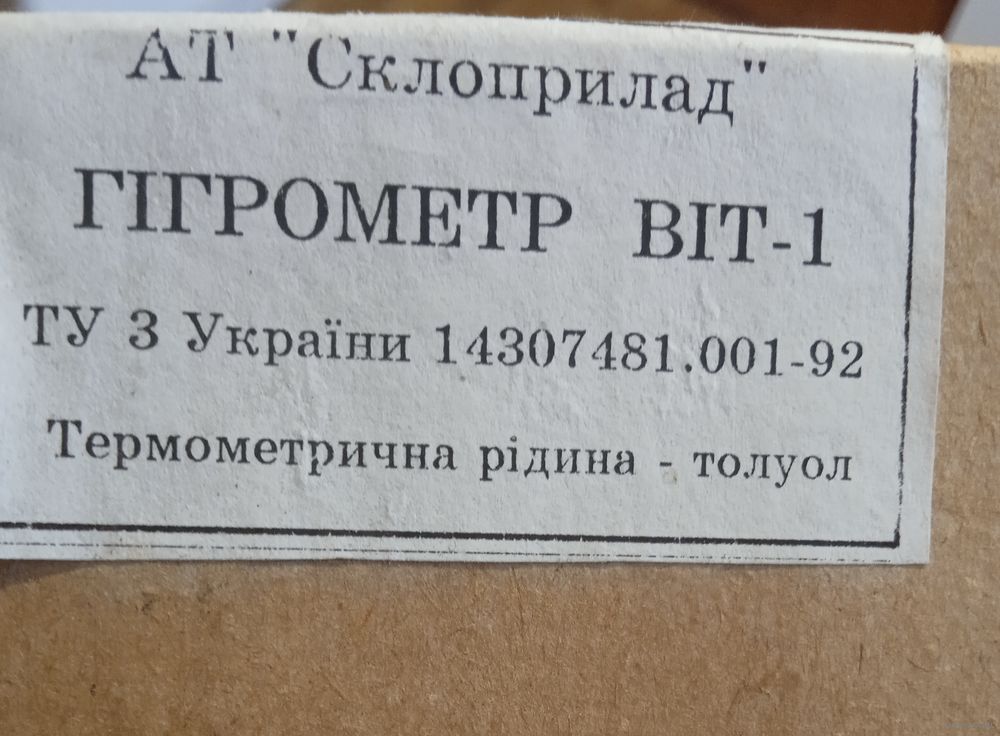 АТ "Склоприлад"
ГІГРОМЕТР ВІТ-1
ТУ З України 14307481.001-92
Термометрична рідина - толуол